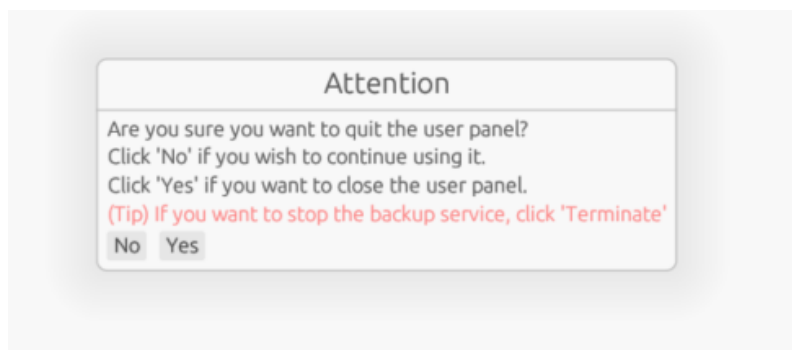 Attention
Are you sure you want to quit the user panel?
Click 'No' if you wish to continue using it.
Click 'Yes' if you want to close the user panel.
(Tip) If you want to stop the backup service, click 'Terminate'
No Yes